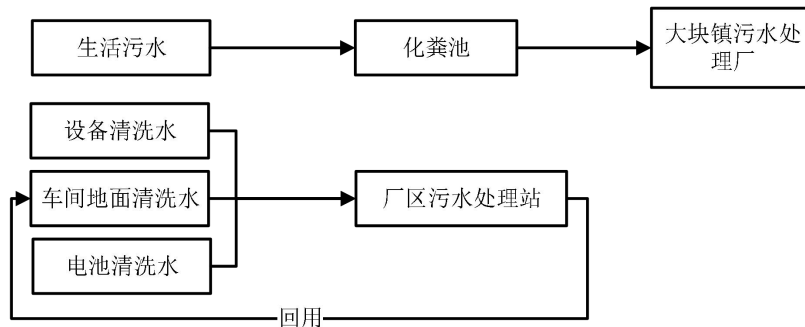 生活污水
化粪池
大块镇污水处
理厂
设备清洗水
车间地面清洗水
厂区污水处理站
电池清洗水
回用